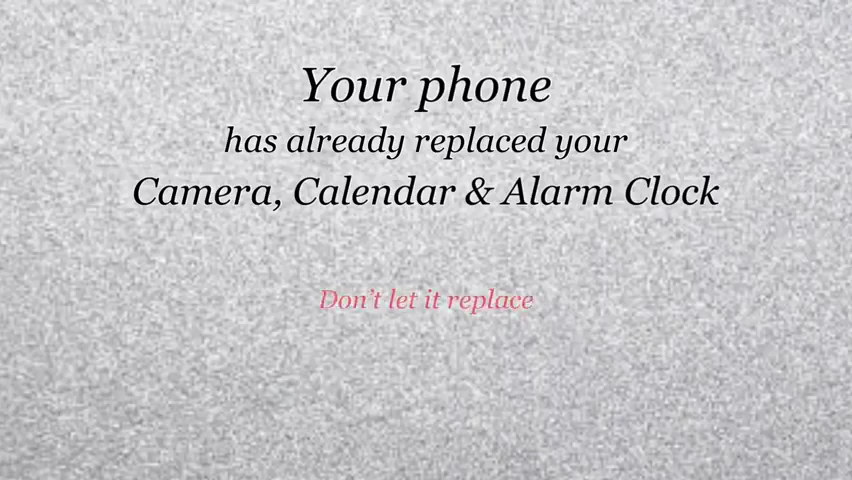 Your phone
has already replaced your
Camera, Calendar & Alarm Clock
Don't let it replace